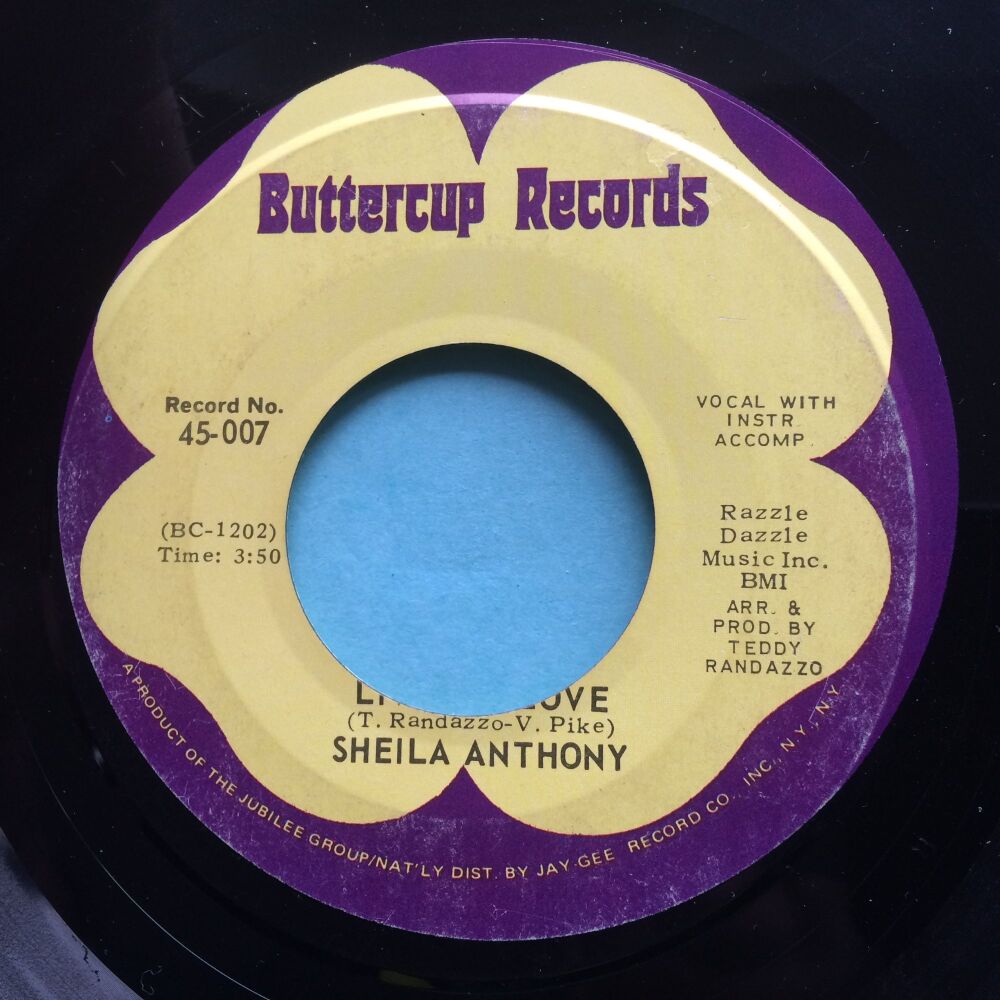 Buttercup Records
Record No.
45-007
VOCAL WITH
INSTR.
ACCOMP.
(BC-1202)
Time: 3:50
Razzle
Dazzle
Music Inc.
BMI
ARR. &
PROD. BY
TEDDY
RANDAZZO
(T. Randazzo-V. Pike)
SHEILA ANTHONY
A PRODUCT OF THE JUBILEE GROUP/NAT'LY DIST. BY JAY-GEE RECORD CO., INC., N.Y., N.Y.